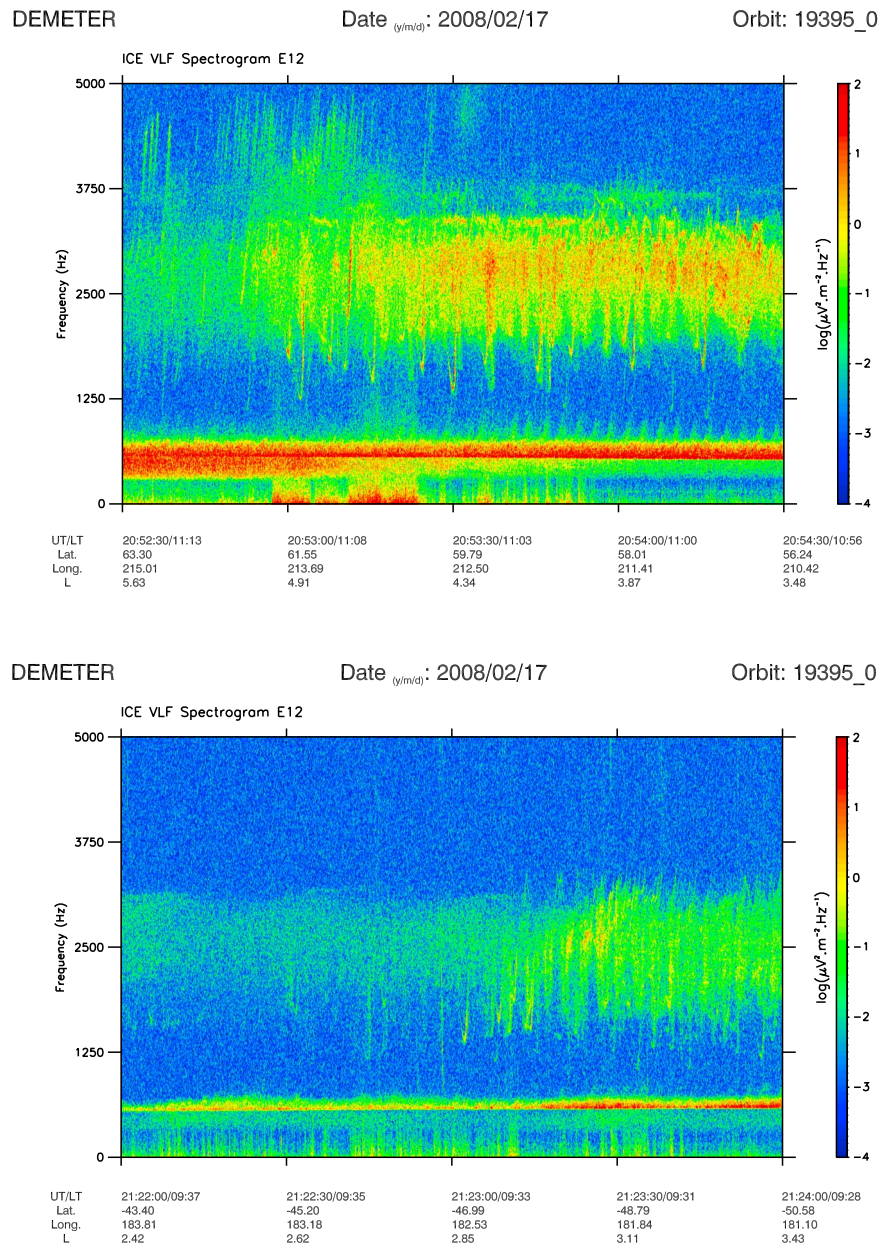 DEMETER Date (y/m/d): 2008/02/17 Orbit: 19395_0
ICE VLF Spectrogram E12
5000
3750
2500
1250
0
Frequency (Hz)
2
1
0
−1
−2
−3
−4
log(μV².m⁻².Hz⁻¹)
UT/LT 20:52:30/11:13 20:53:00/11:08 20:53:30/11:03 20:54:00/11:00 20:54:30/10:56
Lat. 63.30 61.55 59.79 58.01 56.24
Long. 215.01 213.69 212.50 211.41 210.42
L 5.63 4.91 4.34 3.87 3.48
DEMETER Date (y/m/d): 2008/02/17 Orbit: 19395_0
ICE VLF Spectrogram E12
5000
3750
2500
1250
0
Frequency (Hz)
2
1
0
−1
−2
−3
−4
log(μV².m⁻².Hz⁻¹)
UT/LT 21:22:00/09:37 21:22:30/09:35 21:23:00/09:33 21:23:30/09:31 21:24:00/09:28
Lat. -43.40 -45.20 -46.99 -48.79 -50.58
Long. 183.81 183.18 182.53 181.84 181.10
L 2.42 2.62 2.85 3.11 3.43